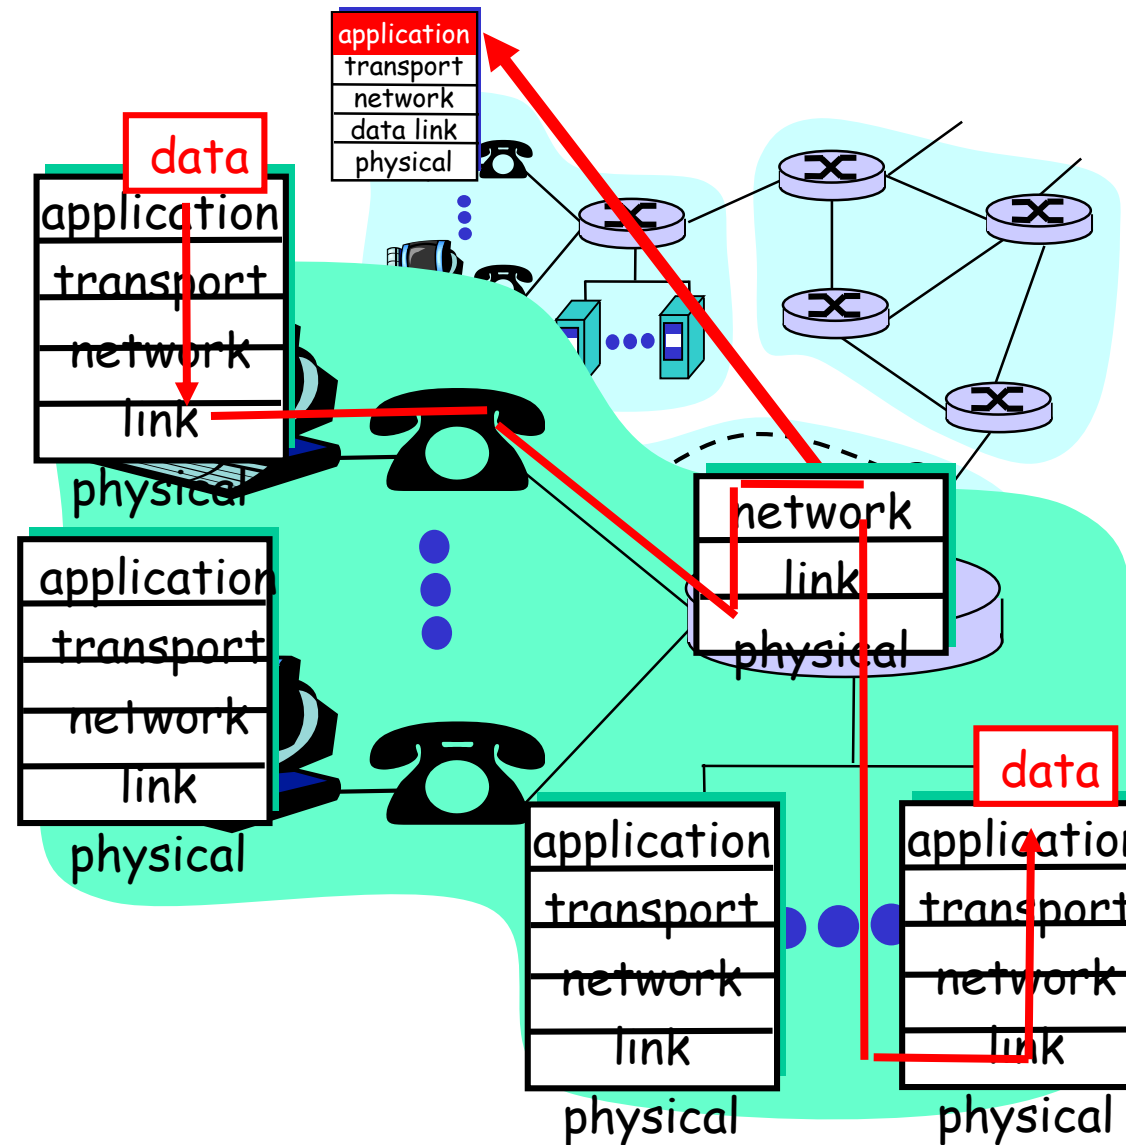 application
transport
network
data link
physical
data
application
transport
network
link
physical
application
transport
network
link
physical
network
link
physical
application
transport
network
link
physical
data
application
transport
network
link
physical